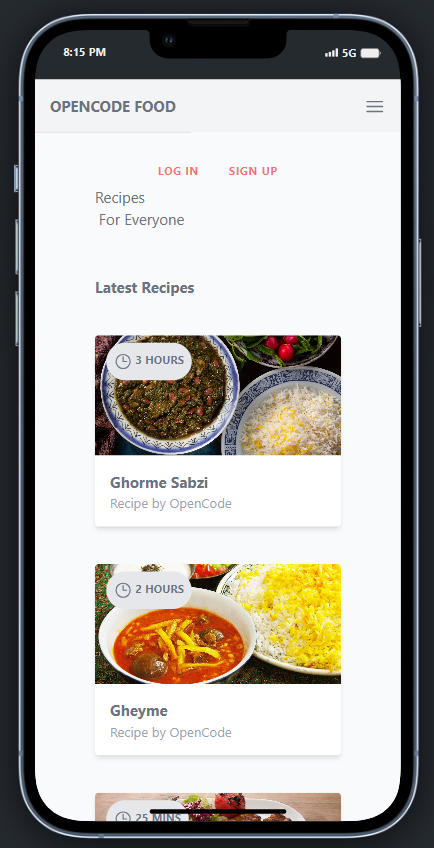 8:15 PM
5G
OPENCODE FOOD
LOG IN
SIGN UP
Recipes
For Everyone
Latest Recipes
3 HOURS
Ghorme Sabzi
Recipe by OpenCode
2 HOURS
Gheyme
Recipe by OpenCode
25 MINS